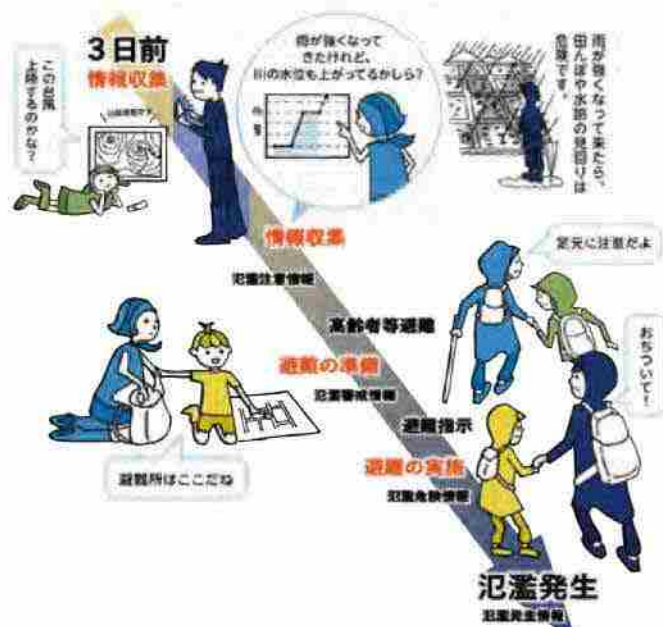 3日前
情報収集
この台風
上陸するのかな?
雨が強くなって
きたけれど、
川の水位も上がってるかしら?
雨が強くなって来たら、
田んぼや水路の見回りは
危険です。
情報収集
氾濫注意情報
足元に注意だよ
高齢者等避難
避難の準備
氾濫警戒情報
おちついて!
避難指示
避難の実施
氾濫危険情報
避難所はここだね
氾濫発生
氾濫発生情報